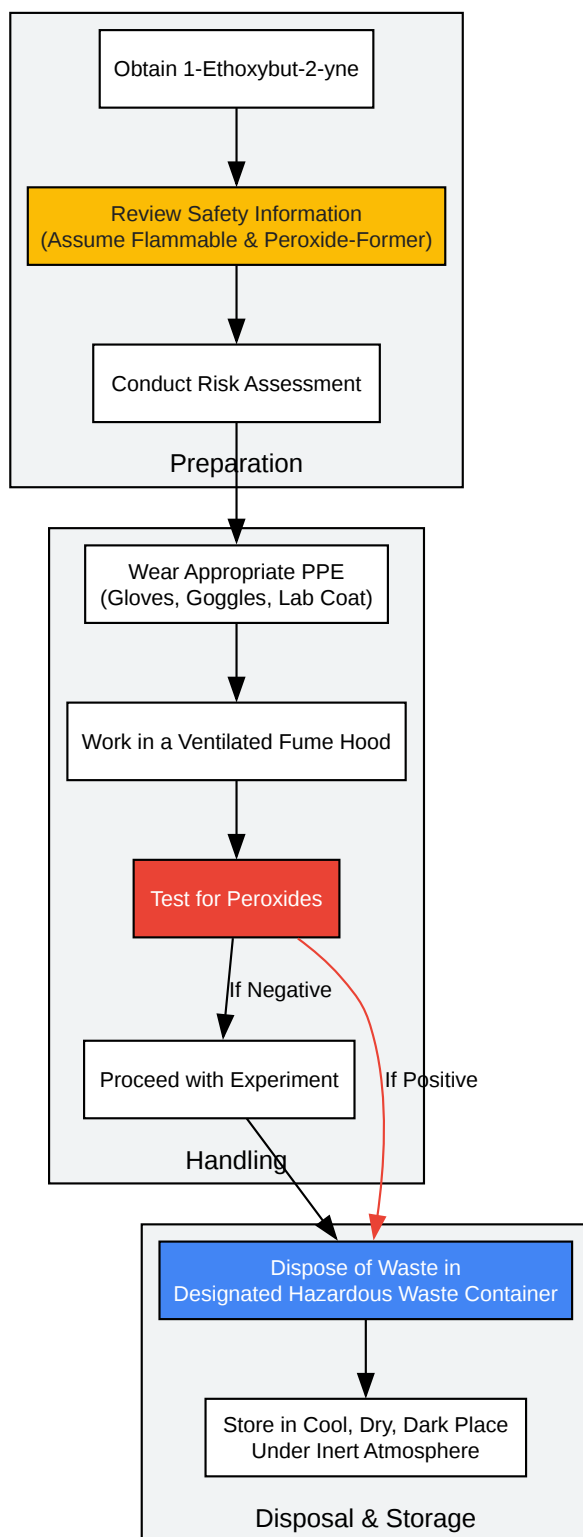 Obtain 1-Ethoxybut-2-yne
Review Safety Information
(Assume Flammable & Peroxide-Former)
Conduct Risk Assessment
Preparation
Wear Appropriate PPE
(Gloves, Goggles, Lab Coat)
Work in a Ventilated Fume Hood
Test for Peroxides
If Negative
Proceed with Experiment
If Positive
Handling
Dispose of Waste in
Designated Hazardous Waste Container
Store in Cool, Dry, Dark Place
Under Inert Atmosphere
Disposal & Storage